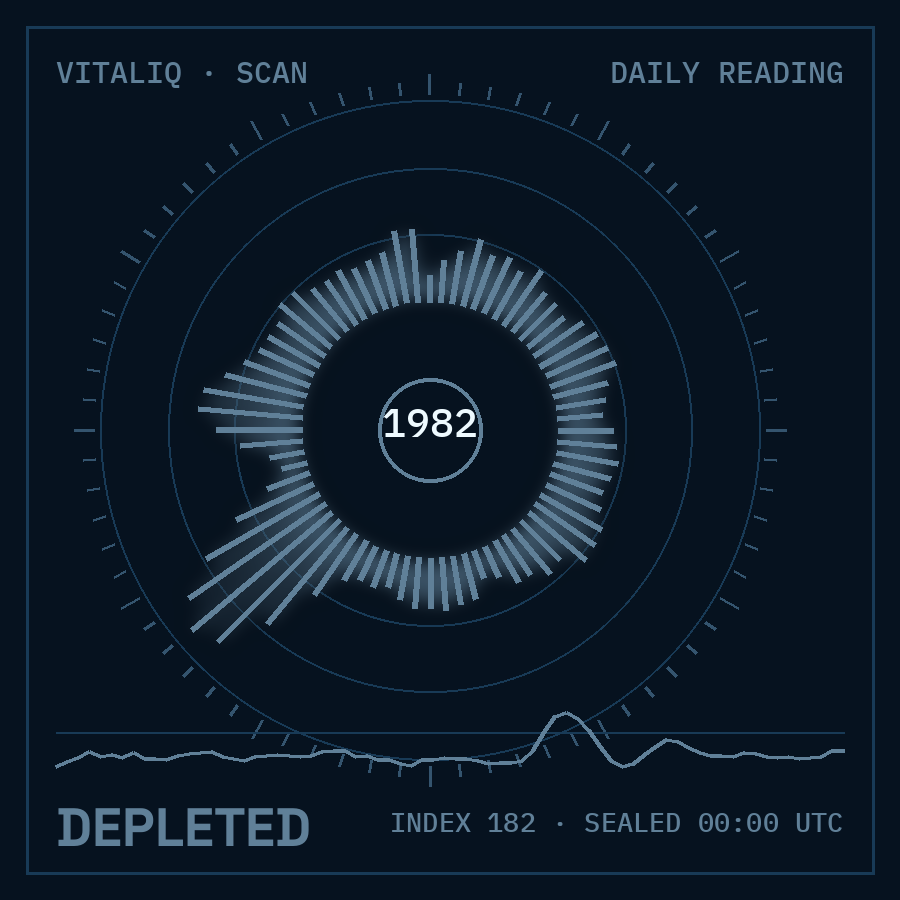 VITALIQ · SCAN
DAILY READING
1982
DEPLETED
INDEX 182 · SEALED 00:00 UTC